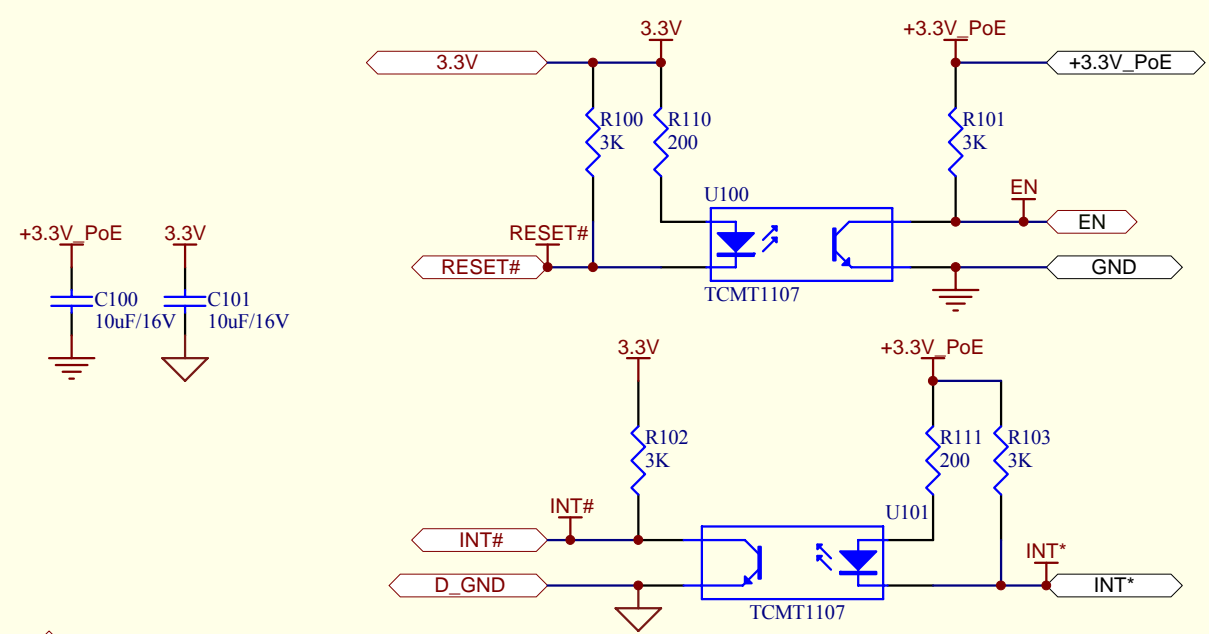 3.3V
+3.3V_PoE
3.3V
+3.3V_PoE
R100
3K
R110
200
R101
3K
U100
EN
EN
RESET#
RESET#
GND
TCMT1107
+3.3V_PoE
3.3V
C100
10uF/16V
C101
10uF/16V
3.3V
+3.3V_PoE
R102
3K
R111
200
R103
3K
U101
INT#
INT#
INT*
D_GND
INT*
TCMT1107